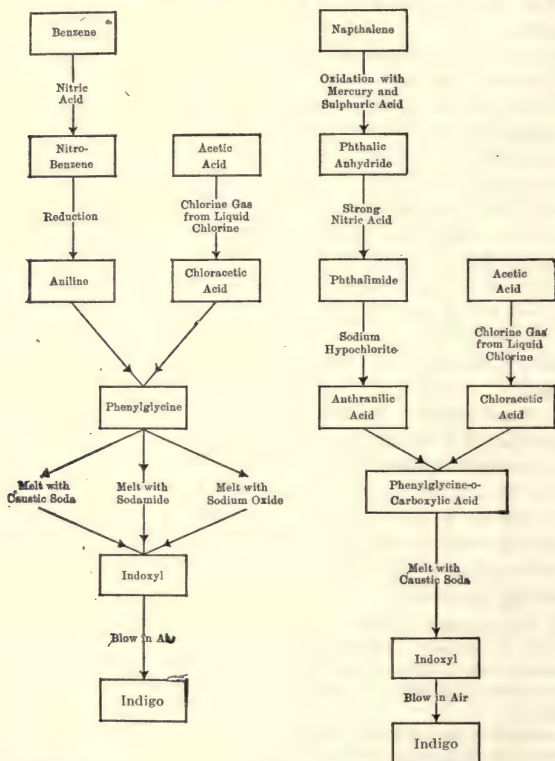 Benzene
Nitric
Acid
Nitro-
Benzene
Reduction
Aniline
Acetic
Acid
Chlorine Gas
from Liquid
Chlorine
Chloracetic
Acid
Phenylglycine
Melt with
Caustic Soda
Melt with
Sodamide
Melt with
Sodium Oxide
Indoxyl
Blow in Air
Indigo
Napthalene
Oxidation with
Mercury and
Sulphuric Acid
Phthalic
Anhydride
Strong
Nitric Acid
Phthalimide
Sodium
Hypochlorite
Anthranilic
Acid
Acetic
Acid
Chlorine Gas
from Liquid
Chlorine
Chloracetic
Acid
Phenylglycine-o-
Carboxylic Acid
Melt with
Caustic Soda
Indoxyl
Blow in Air
Indigo